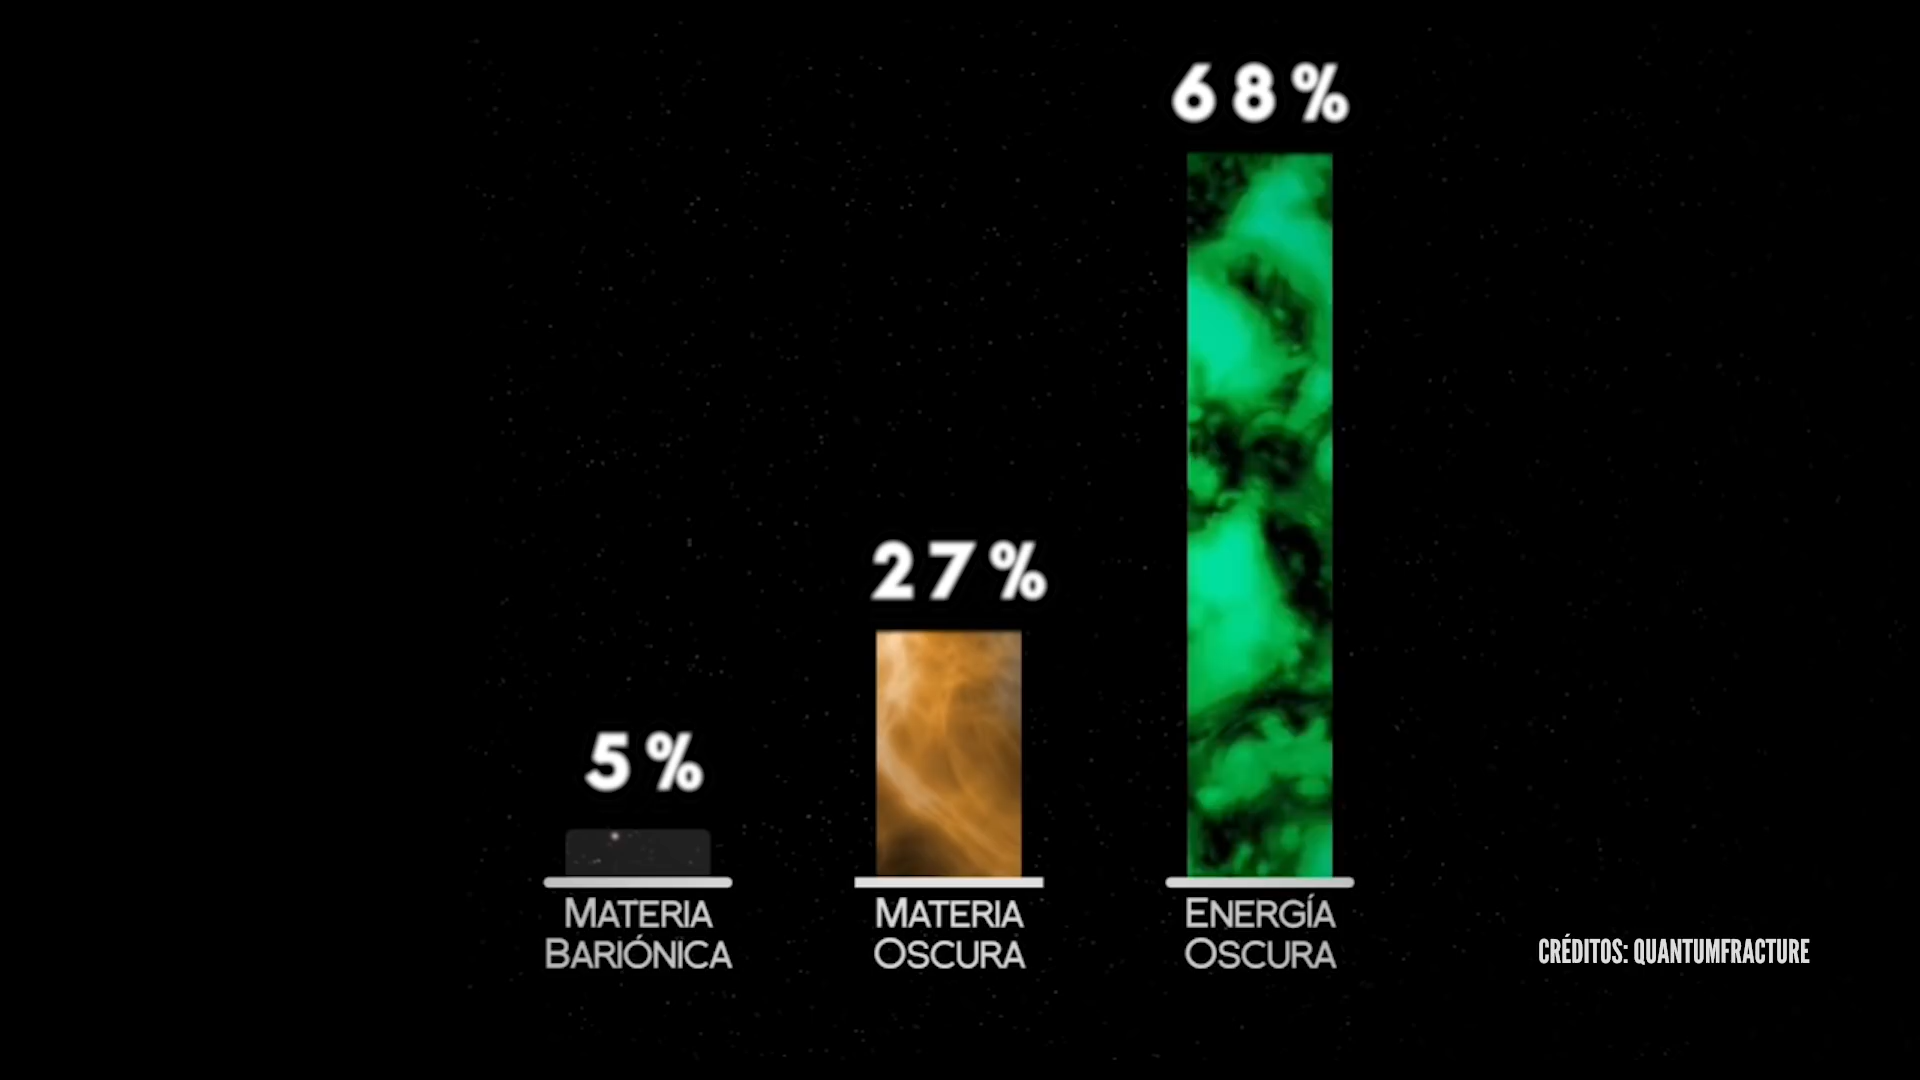 68%
27%
5%
MATERIA
BARIÓNICA
MATERIA
OSCURA
ENERGÍA
OSCURA
CRÉDITOS: QUANTUMFRACTURE